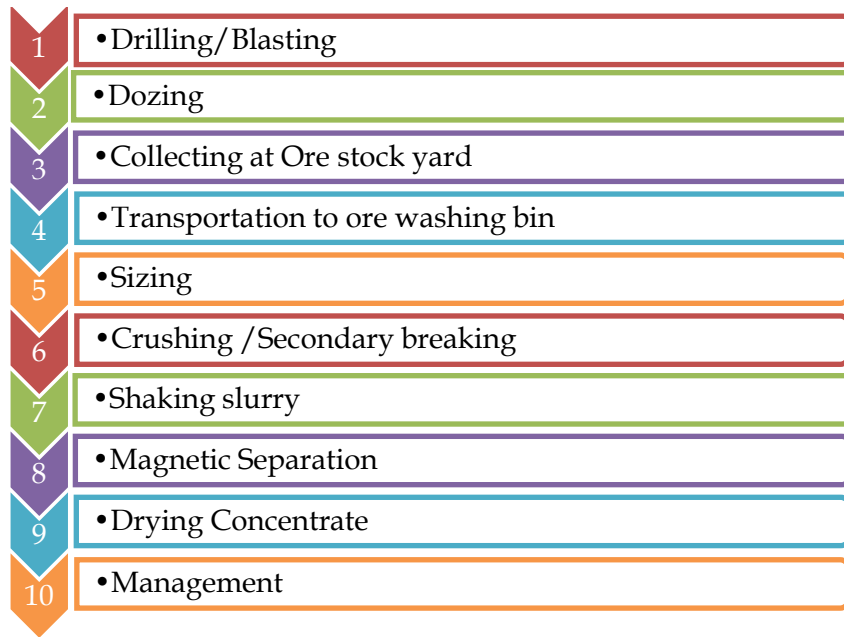 1 •Drilling/Blasting
2 •Dozing
3 •Collecting at Ore stock yard
4 •Transportation to ore washing bin
5 •Sizing
6 •Crushing /Secondary breaking
7 •Shaking slurry
8 •Magnetic Separation
9 •Drying Concentrate
10 •Management